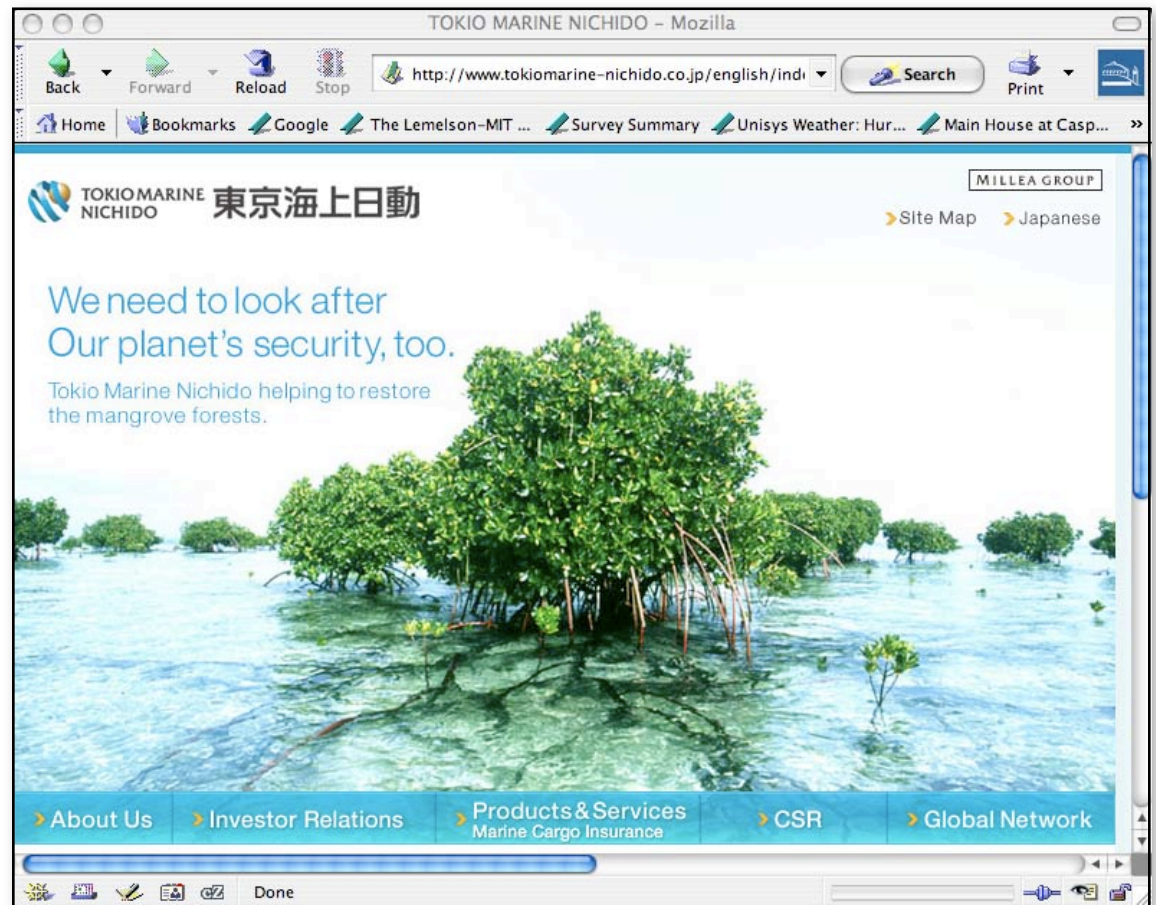 TOKIO MARINE NICHIDO – Mozilla
Back
Forward
Reload
Stop
http://www.tokiomarine-nichido.co.jp/english/ind
Search
Print
Home Bookmarks Google The Lemelson-MIT ... Survey Summary Unisys Weather: Hur... Main House at Casp... »
TOKIO MARINE
NICHIDO
東京海上日動
MILLEA GROUP
Site Map Japanese
We need to look after
Our planet's security, too.
Tokio Marine Nichido helping to restore
the mangrove forests.
About Us Investor Relations Products & Services CSR Global Network
Marine Cargo Insurance
Done